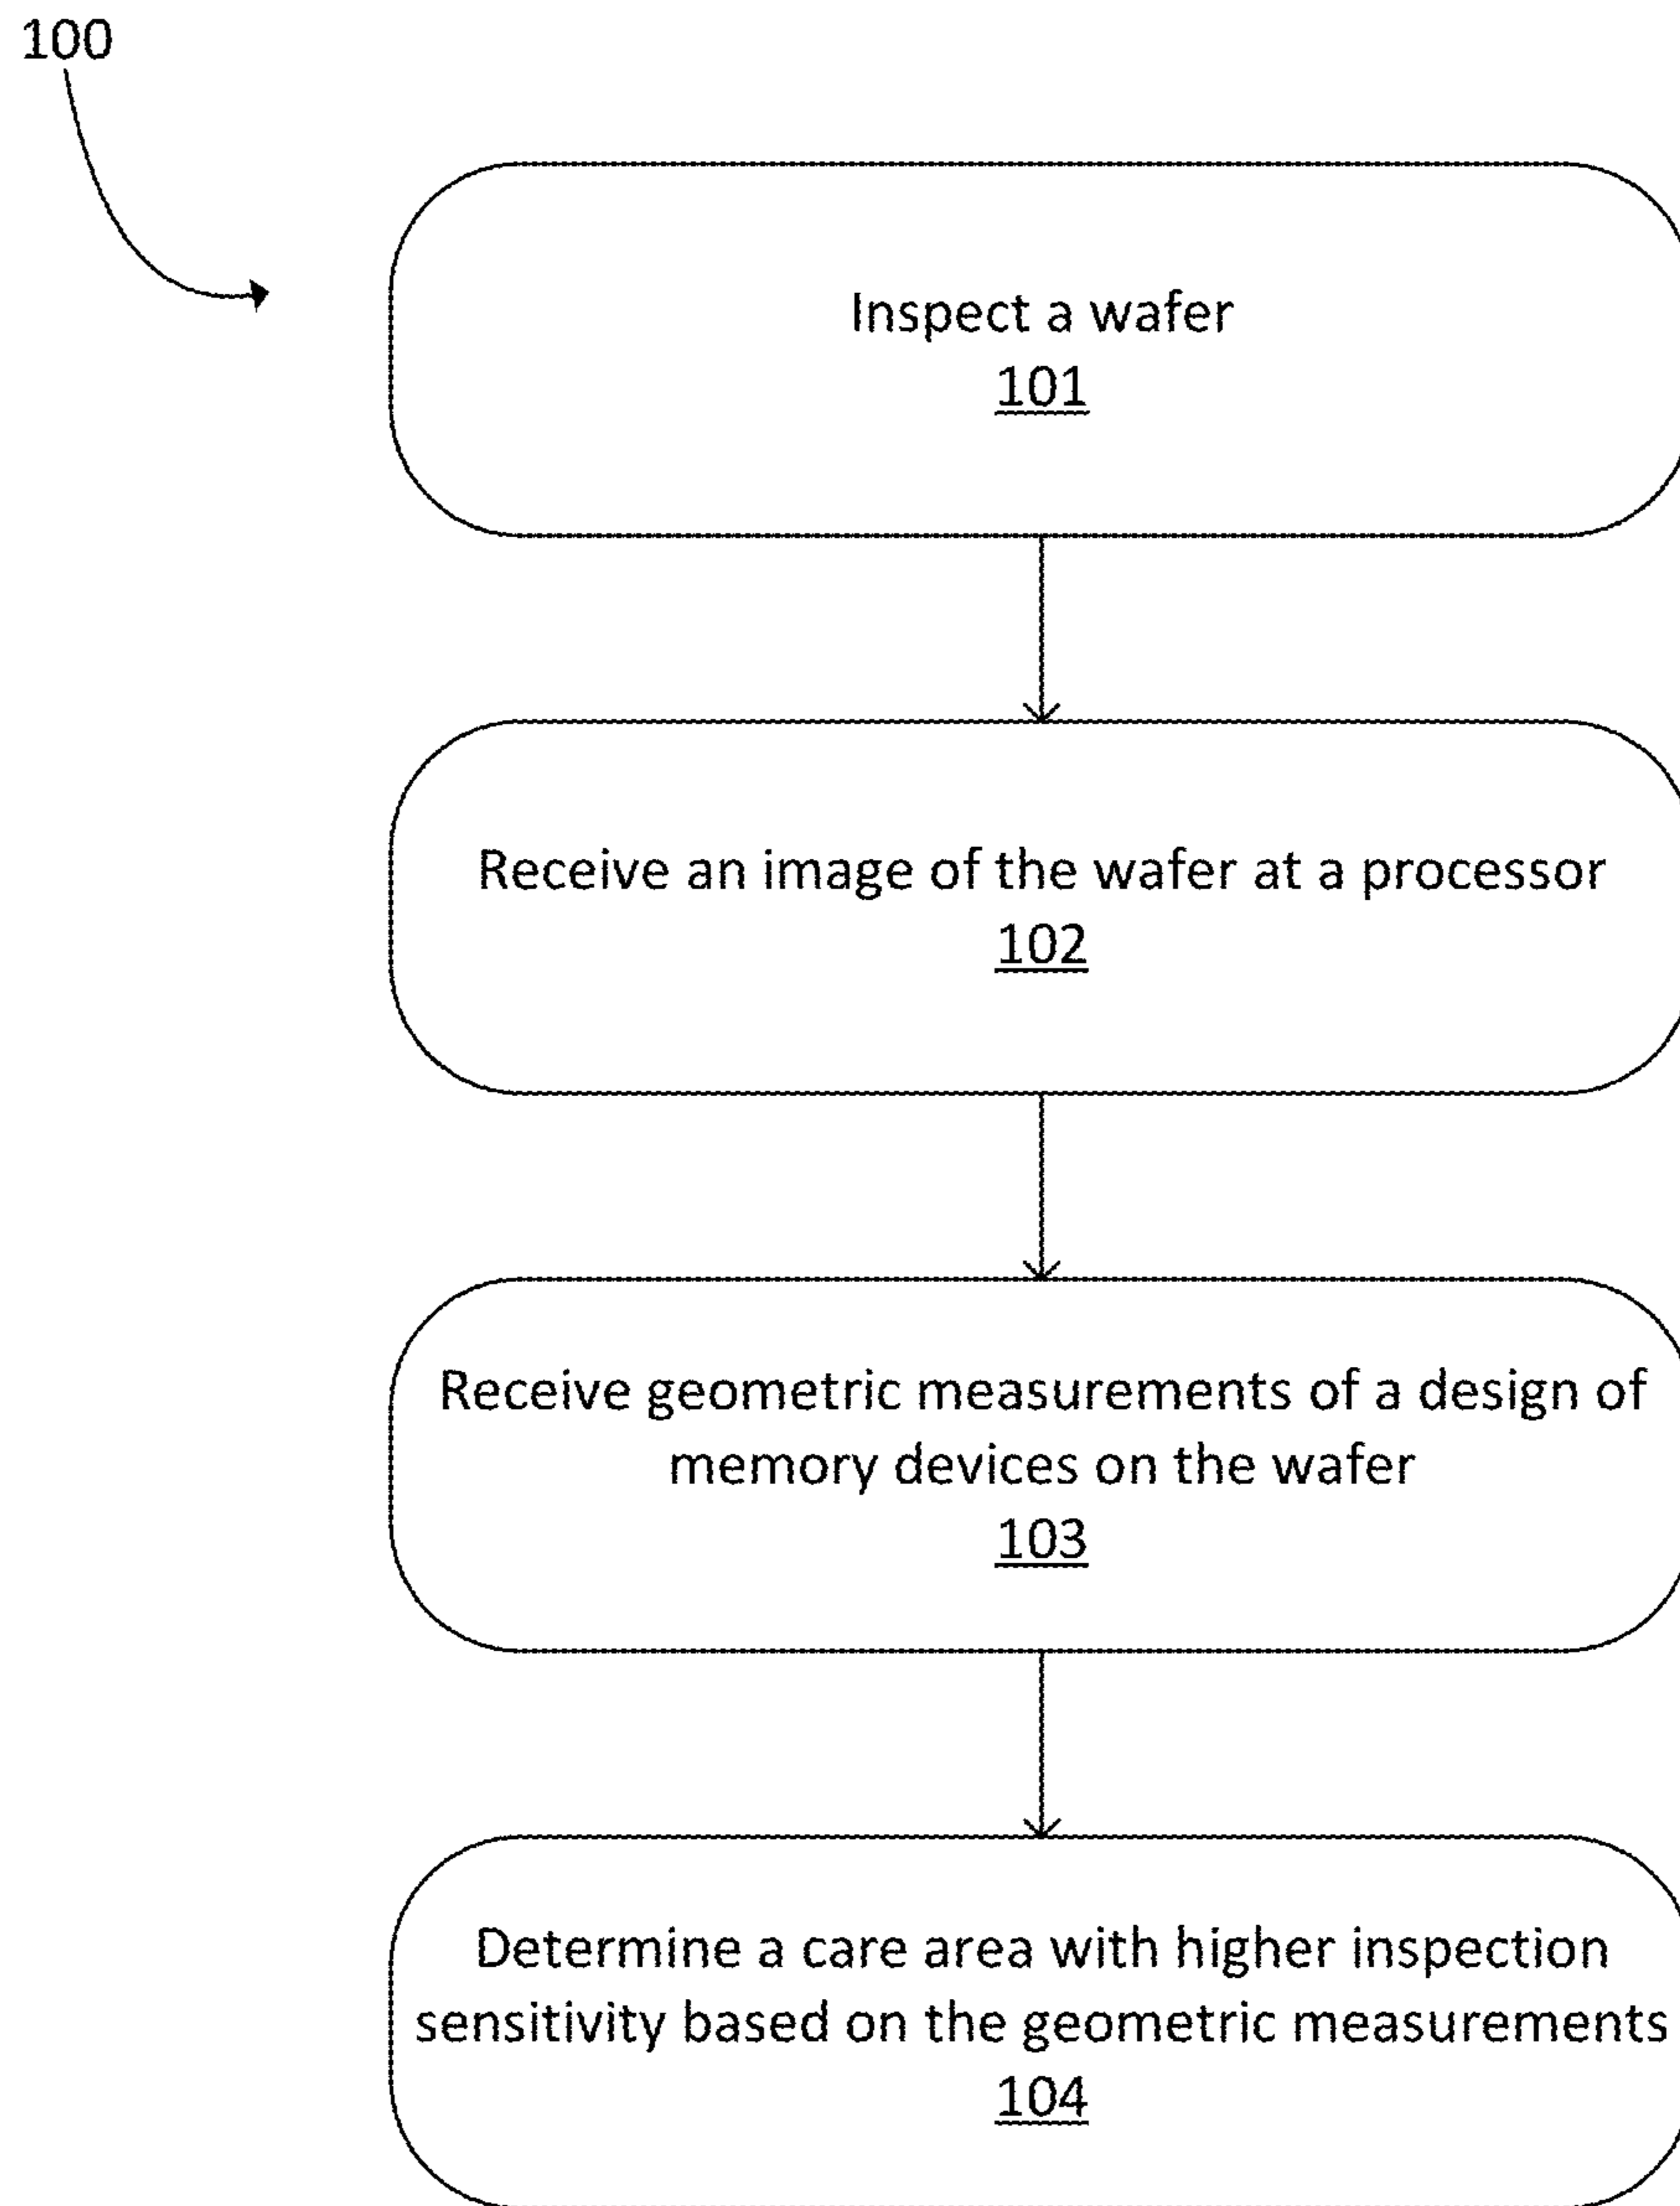 100
Inspect a wafer
101
Receive an image of the wafer at a processor
102
Receive geometric measurements of a design of
memory devices on the wafer
103
Determine a care area with higher inspection
sensitivity based on the geometric measurements
104